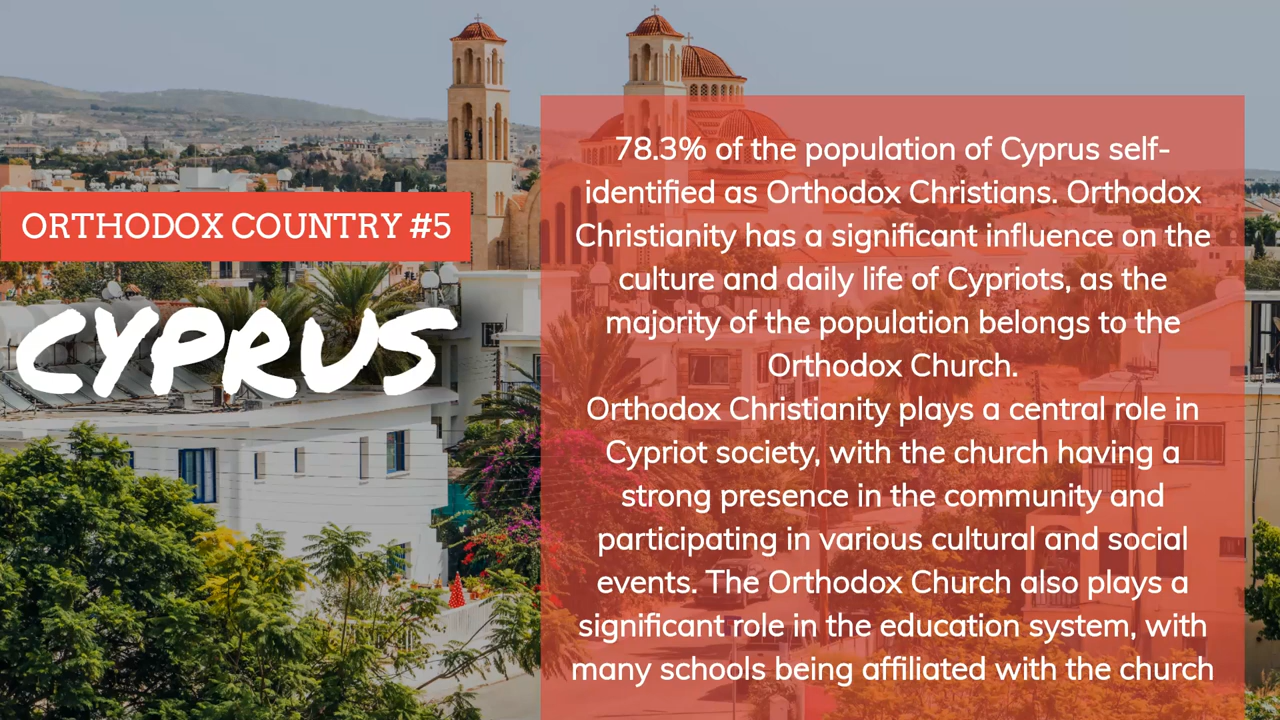 ORTHODOX COUNTRY #5
CYPRUS
78.3% of the population of Cyprus self-
identified as Orthodox Christians. Orthodox
Christianity has a significant influence on the
culture and daily life of Cypriots, as the
majority of the population belongs to the
Orthodox Church.
Orthodox Christianity plays a central role in
Cypriot society, with the church having a
strong presence in the community and
participating in various cultural and social
events. The Orthodox Church also plays a
significant role in the education system, with
many schools being affiliated with the church